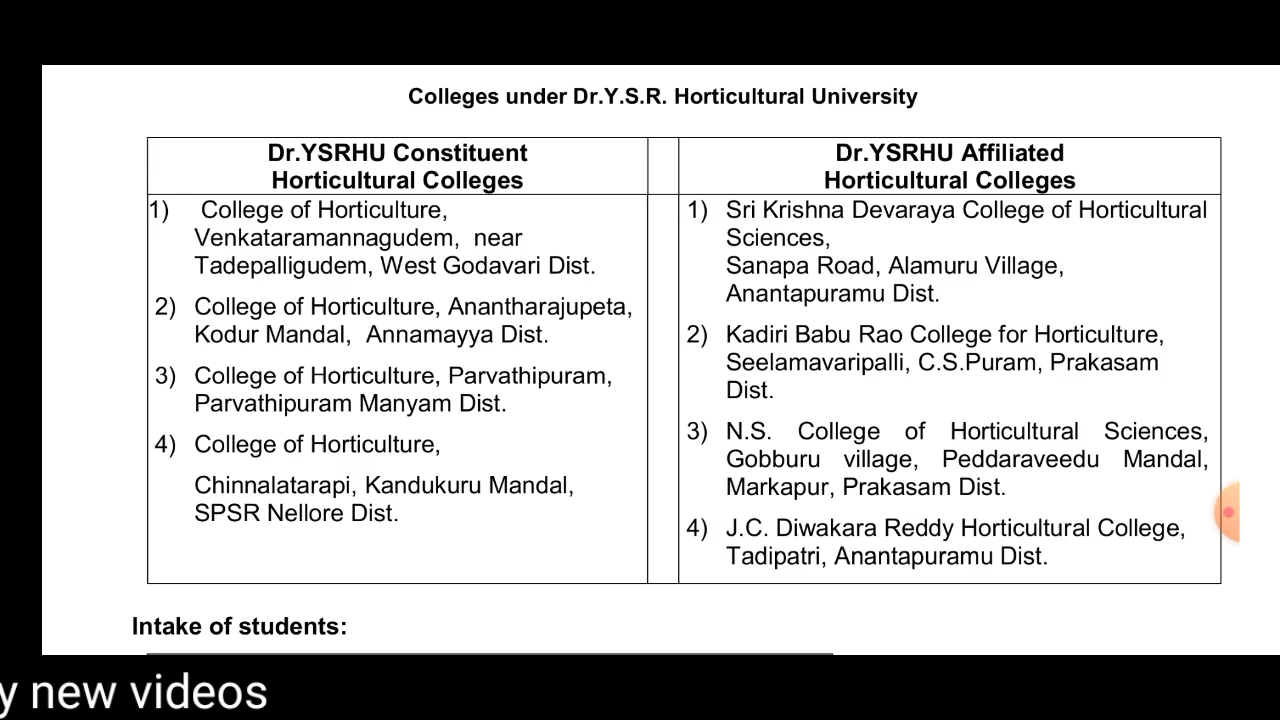 Colleges under Dr.Y.S.R. Horticultural University
Dr.YSRHU Constituent
Horticultural Colleges
1) College of Horticulture,
Venkataramannagudem, near
Tadepalligudem, West Godavari Dist.
2) College of Horticulture, Anantharajupeta,
Kodur Mandal, Annamayya Dist.
3) College of Horticulture, Parvathipuram,
Parvathipuram Manyam Dist.
4) College of Horticulture,
Chinnalatarapi, Kandukuru Mandal,
SPSR Nellore Dist.
Dr.YSRHU Affiliated
Horticultural Colleges
1) Sri Krishna Devaraya College of Horticultural
Sciences,
Sanapa Road, Alamuru Village,
Anantapuramu Dist.
2) Kadiri Babu Rao College for Horticulture,
Seelamavaripalli, C.S.Puram, Prakasam
Dist.
3) N.S. College of Horticultural Sciences,
Gobburu village, Peddaraveedu Mandal,
Markapur, Prakasam Dist.
4) J.C. Diwakara Reddy Horticultural College,
Tadipatri, Anantapuramu Dist.
Intake of students:
y new videos